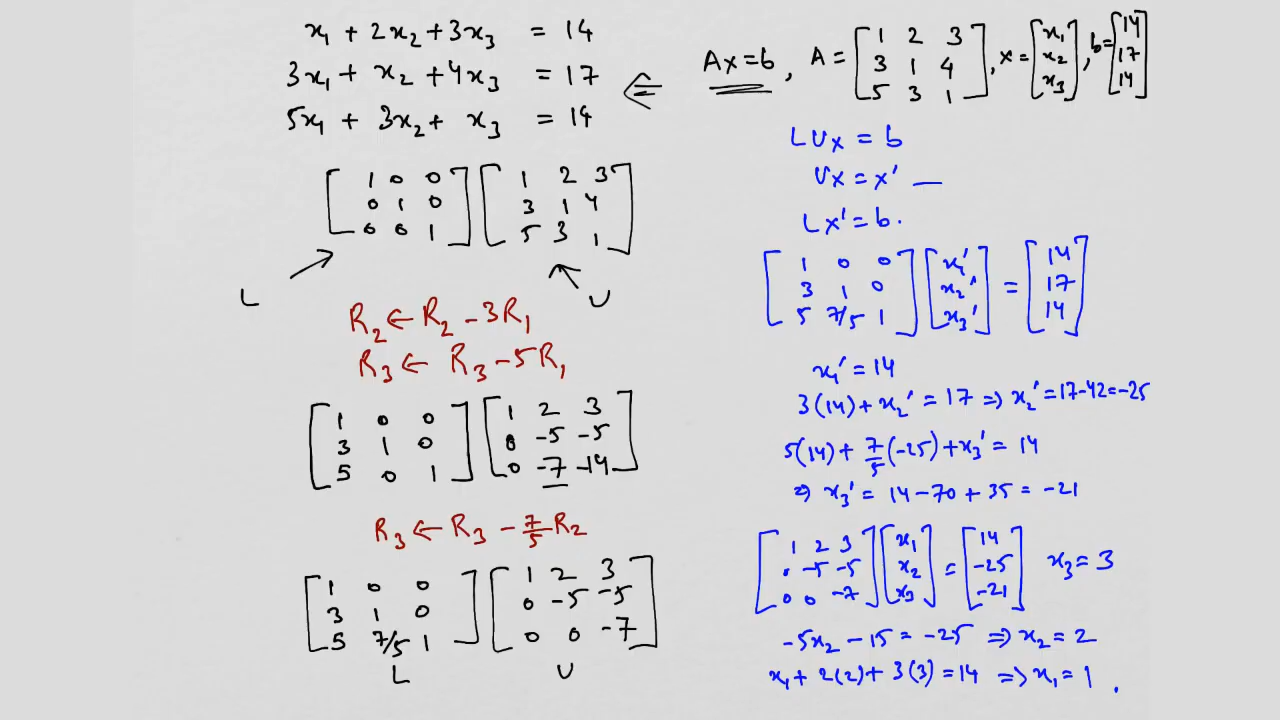 x₁ + 2x₂ + 3x₃ = 14
3x₁ + x₂ + 4x₃ = 17
5x₁ + 3x₂ + x₃ = 14
⇐ Ax = b, A = [1 2 3; 3 1 4; 5 3 1], x = [x₁; x₂; x₃], b = [14; 17; 14]
[1 0 0] [1 2 3]
[0 1 0] [3 1 4]
[0 0 1] [5 3 1]
L U
R₂ ← R₂ - 3R₁
R₃ ← R₃ - 5R₁
[1 0 0] [1 2 3]
[3 1 0] [0 -5 -5]
[5 0 1] [0 -7 -14]
R₃ ← R₃ - 7/5 R₂
[1 0 0] [1 2 3]
[3 1 0] [0 -5 -5]
[5 7/5 1] [0 0 -7]
L U
LUx = b
Ux = x' —
Lx' = b.
[1 0 0] [x₁'] [14]
[3 1 0] [x₂'] = [17]
[5 7/5 1] [x₃'] [14]
x₁' = 14
3(14) + x₂' = 17 ⇒ x₂' = 17-42 = -25
5(14) + 7/5(-25) + x₃' = 14
⇒ x₃' = 14 - 70 + 35 = -21
[1 2 3] [x₁] [14]
[0 -5 -5] [x₂] = [-25] x₃ = 3
[0 0 -7] [x₃] [-21]
-5x₂ - 15 = -25 ⇒ x₂ = 2
x₁ + 2(2) + 3(3) = 14 ⇒ x₁ = 1.